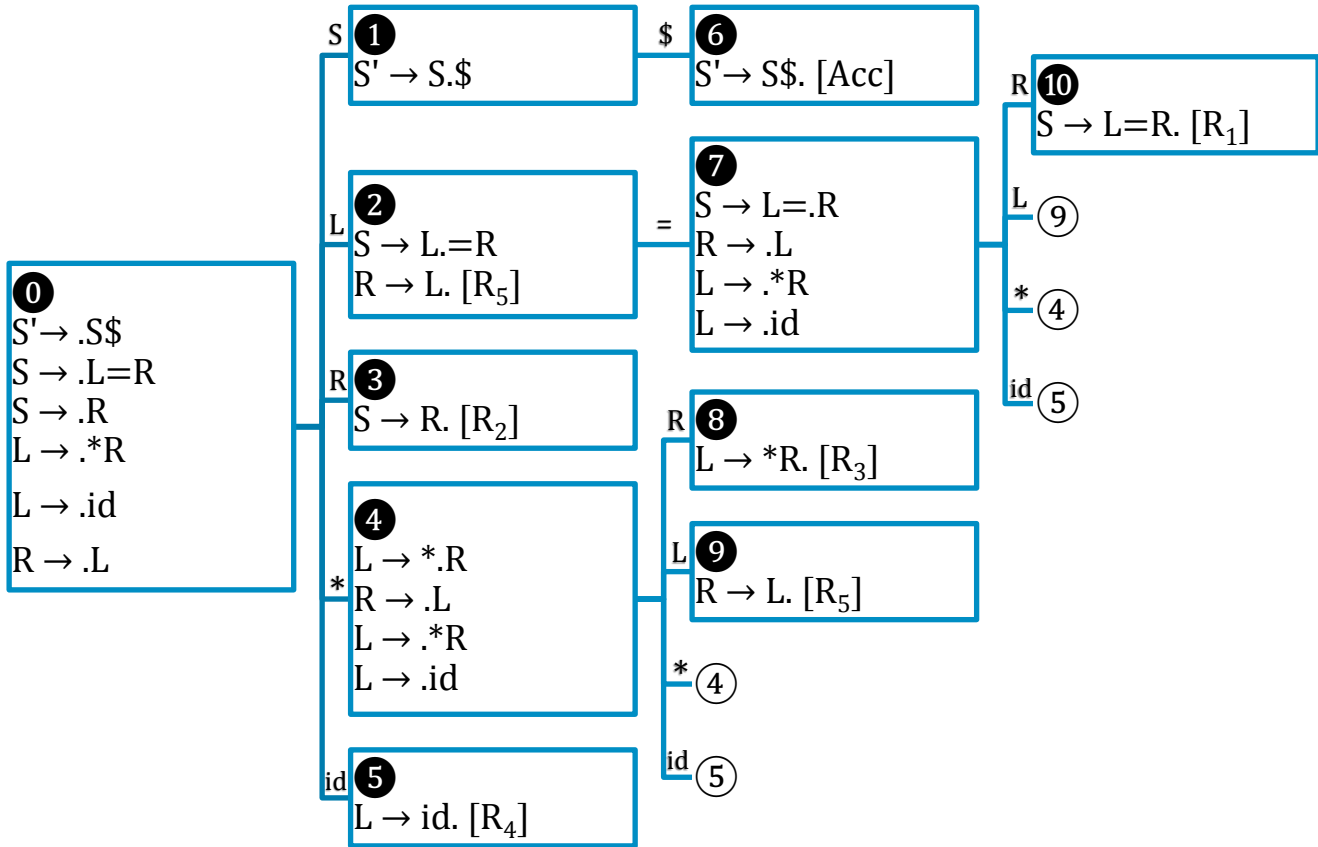 0
S'→ .S$
S → .L=R
S → .R
L → .*R
L → .id
R → .L
S
1
S' → S.$
$
6
S'→ S$. [Acc]
L
2
S → L.=R
R → L. [R₅]
=
7
S → L=.R
R → .L
L → .*R
L → .id
R
10
S → L=R. [R₁]
L
9
*
4
id
5
R
3
S → R. [R₂]
*
4
L → *.R
R → .L
L → .*R
L → .id
R
8
L → *R. [R₃]
L
9
R → L. [R₅]
*
4
id
5
id
5
L → id. [R₄]